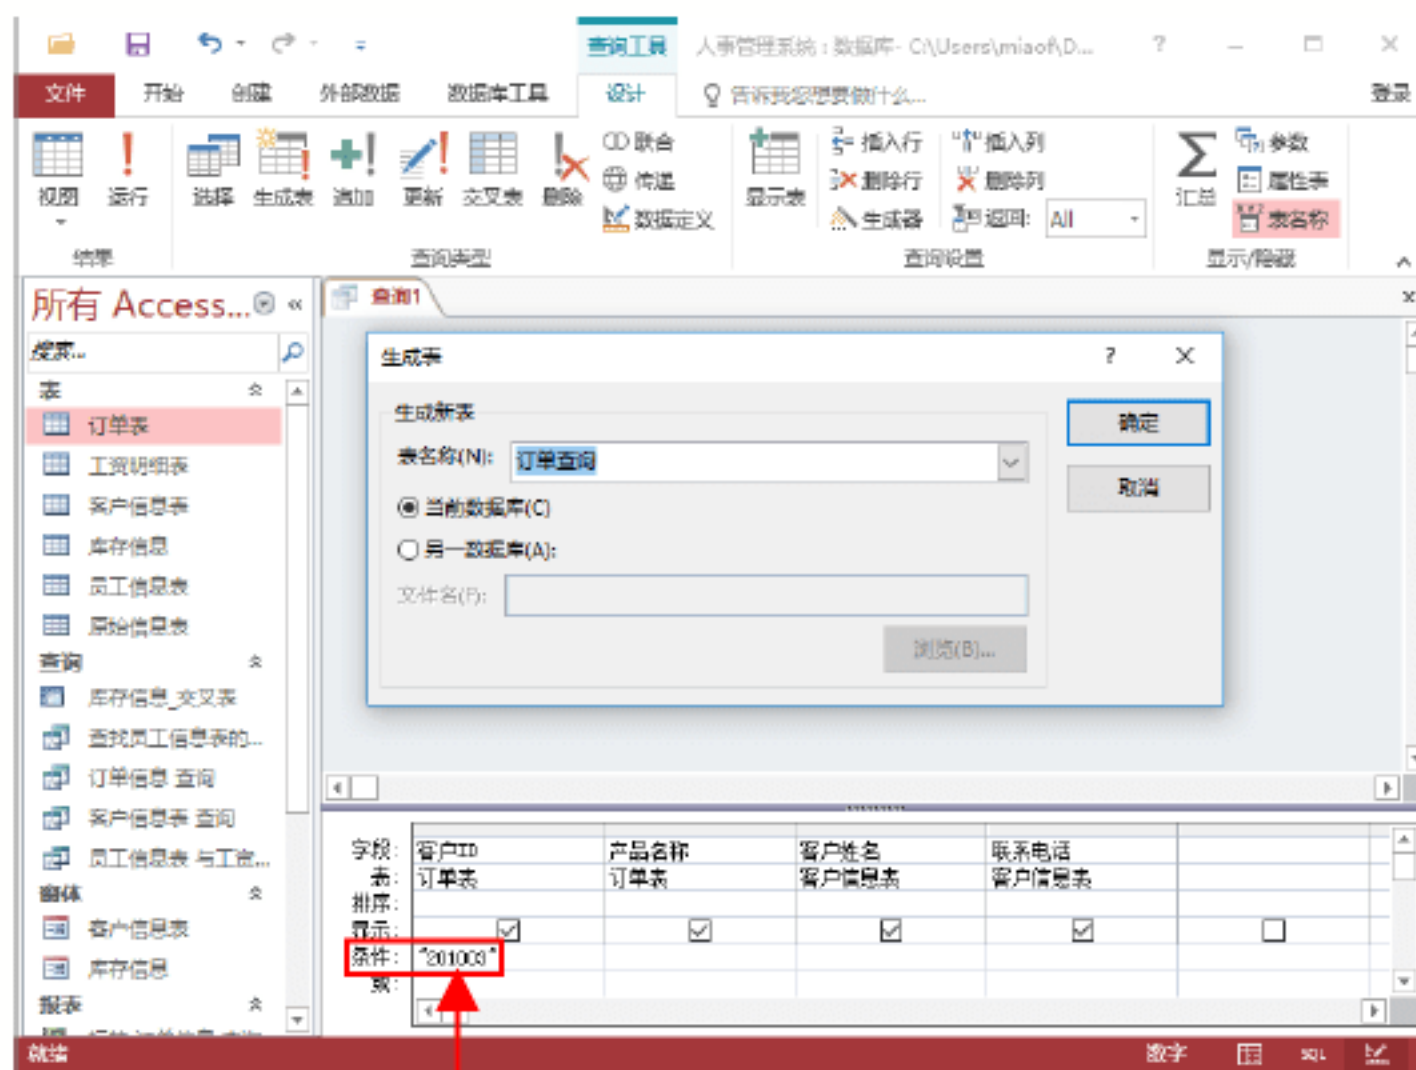 查询工具 人事管理系统 : 数据库- C:\Users\miaof\D... ?
文件 开始 创建 外部数据 数据库工具 设计 告诉我您想要做什么... 登录
视图 运行 选择 生成表 追加 更新 交叉表 删除 联合 传递 数据定义 显示表 插入行 删除行 生成器 插入列 删除列 返回: All 汇总 参数 属性表 表名称
结果 查询类型 查询设置 显示/隐藏
所有 Access...
搜索...
表
订单表
工资明细表
客户信息表
库存信息
员工信息表
原始信息表
查询
库存信息_交叉表
查找员工信息表的...
订单信息 查询
客户信息表 查询
员工信息表 与工资...
窗体
客户信息表
库存信息
报表
查询1
生成表 ?
生成新表
表名称(N): 订单查询
当前数据库(C)
另一数据库(A):
文件名(F):
浏览(B)...
确定
取消
字段: 客户ID 产品名称 客户姓名 联系电话
表: 订单表 订单表 客户信息表 客户信息表
排序:
显示:
条件: "201003"
就绪 数字 SQL